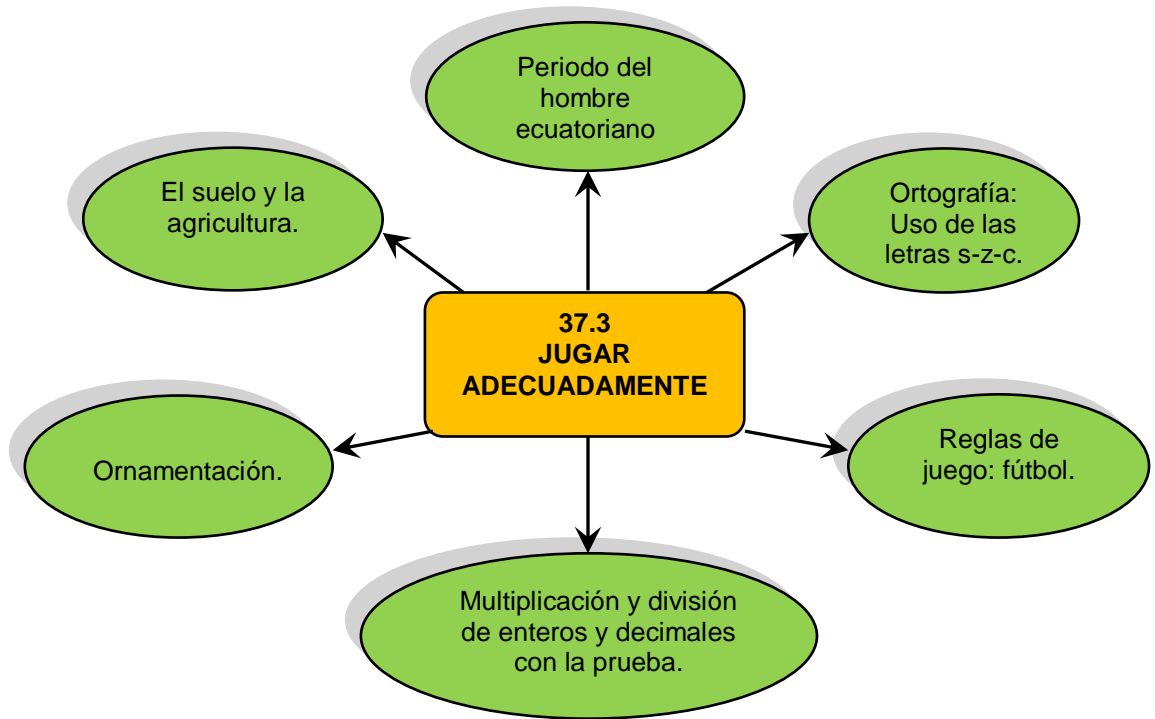 Periodo del
hombre
ecuatoriano
El suelo y la
agricultura.
Ortografía:
Uso de las
letras s-z-c.
37.3
JUGAR
ADECUADAMENTE
Ornamentación.
Reglas de
juego: fútbol.
Multiplicación y división
de enteros y decimales
con la prueba.